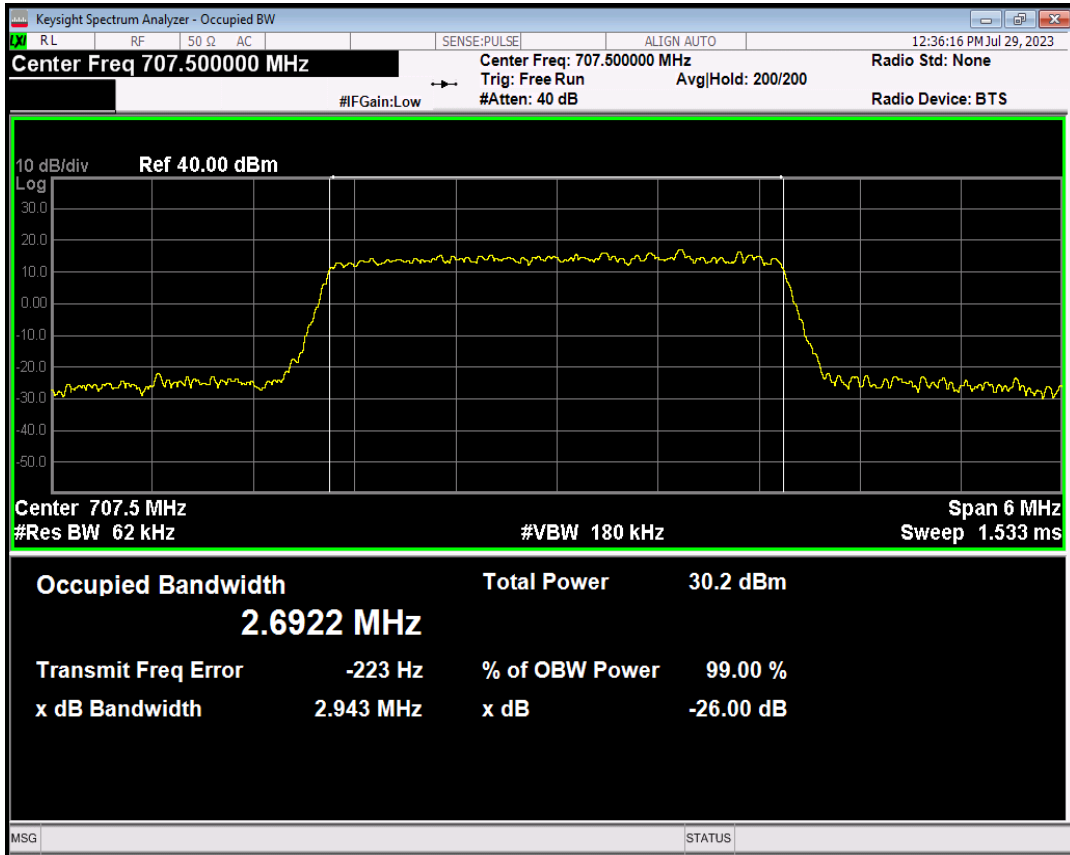 Keysight Spectrum Analyzer - Occupied BW
LXI RL RF 50 Ω AC SENSE:PULSE ALIGN AUTO 12:36:16 PM Jul 29, 2023
Center Freq 707.500000 MHz Center Freq: 707.500000 MHz Radio Std: None
Trig: Free Run Avg|Hold: 200/200
#IFGain:Low #Atten: 40 dB Radio Device: BTS
10 dB/div Ref 40.00 dBm
Log
30.0
20.0
10.0
0.00
-10.0
-20.0
-30.0
-40.0
-50.0
Center 707.5 MHz Span 6 MHz
#Res BW 62 kHz #VBW 180 kHz Sweep 1.533 ms
Occupied Bandwidth Total Power 30.2 dBm
2.6922 MHz
Transmit Freq Error -223 Hz % of OBW Power 99.00 %
x dB Bandwidth 2.943 MHz x dB -26.00 dB
MSG STATUS